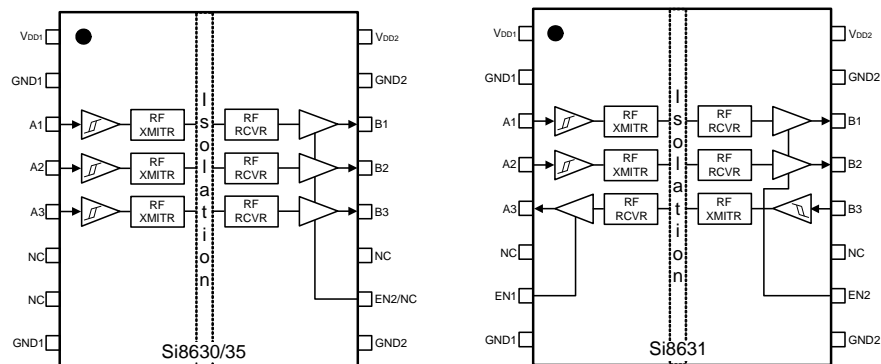 VDD1
VDD2
GND1
GND2
A1
RF XMITR
RF RCVR
B1
A2
RF XMITR
RF RCVR
B2
A3
RF XMITR
RF RCVR
B3
NC
NC
NC
EN2/NC
GND1
GND2
Isolation
Si8630/35
VDD1
VDD2
GND1
GND2
A1
RF XMITR
RF RCVR
B1
A2
RF XMITR
RF RCVR
B2
A3
RF RCVR
RF XMITR
B3
NC
NC
EN1
EN2
GND1
GND2
Isolation
Si8631